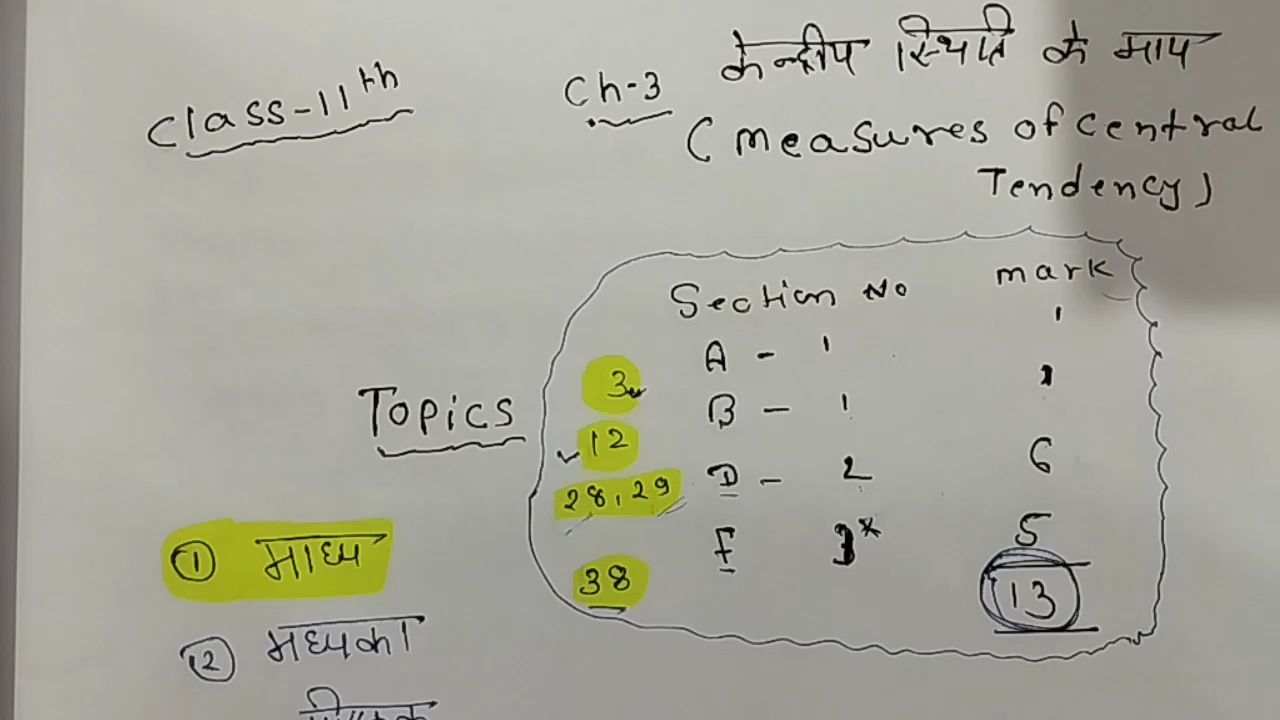 Class-11th
Ch-3 केन्द्रीय स्थिति के माप
(Measures of Central
Tendency)
Section No mark
3 A - 1 1
12 B - 1 1
28,29 D - 2 6
38 F 1* 5
13
Topics
① माध्य
② मध्यका